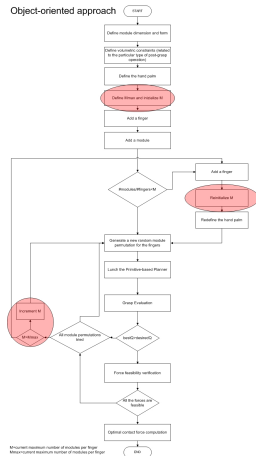 Object-oriented approach
START
Define module dimension and form
Define volumetric constraints (related
to the particular type of post-grasp
operation)
Define the hand palm
Define Mmax and initialize M
Add a finger
Add a module
#modules/#fingers<M
Add a finger
Reinitialize M
Redefine the hand palm
Generate a new random module
permutation for the fingers
Lunch the Primitive-based Planner
Grasp Evaluation
Increment M
M<Mmax
All module permutations
tried
bestQ>desiredQ
Force feasibility verification
All the forces are
feasible
Optimal contact force computation
END
M=current maximum number of modules per finger
Mmax=current maximum number of modules per finger